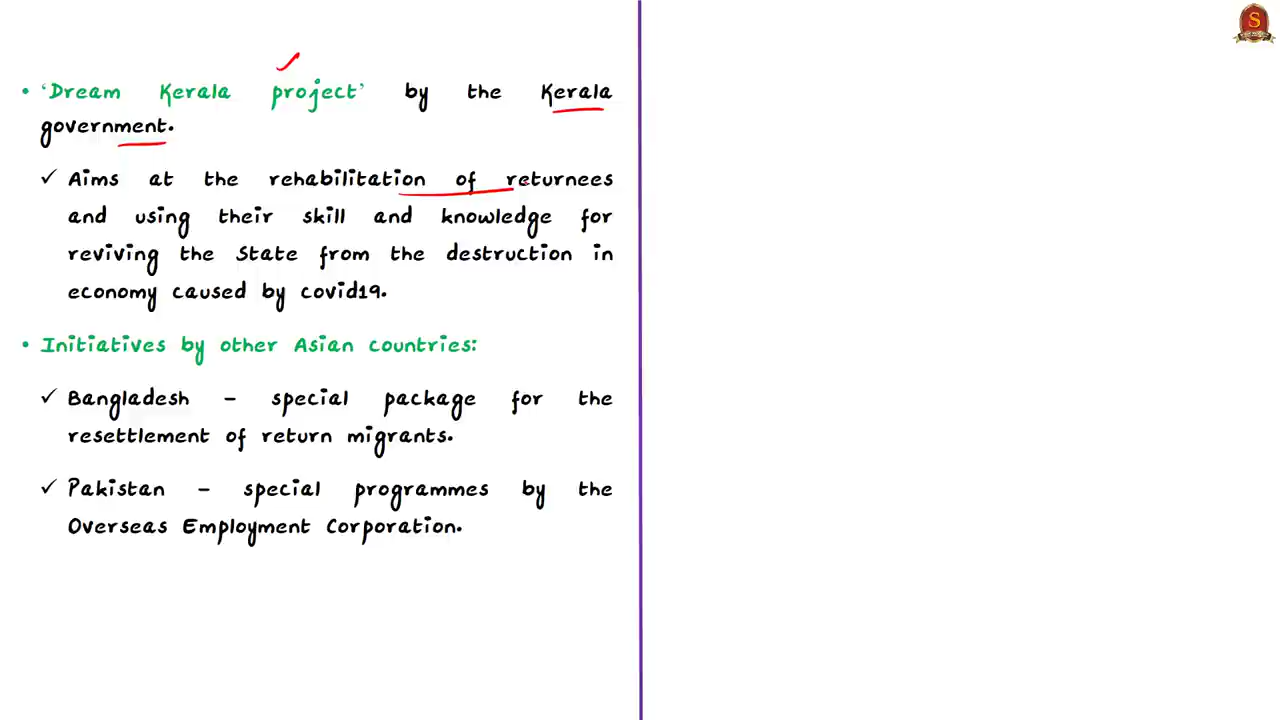 • ‘Dream Kerala project’ by the Kerala
government.
✓ Aims at the rehabilitation of returnees
and using their skill and knowledge for
reviving the State from the destruction in
economy caused by covid19.
• Initiatives by other Asian countries:
✓ Bangladesh – special package for the
resettlement of return migrants.
✓ Pakistan – special programmes by the
Overseas Employment Corporation.
S